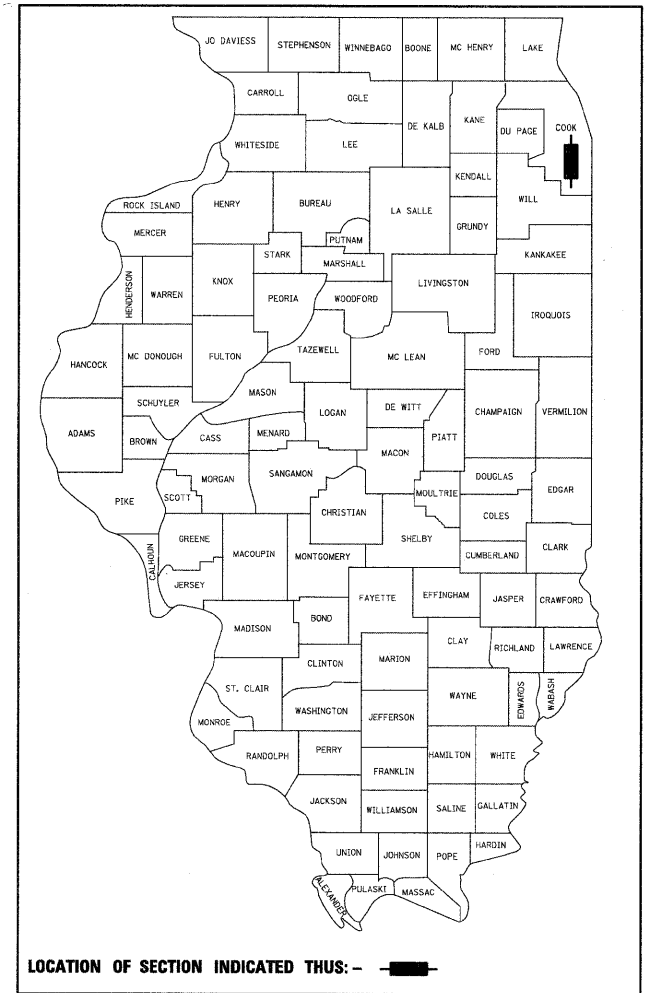 JO DAVIESS STEPHENSON WINNEBAGO BOONE MC HENRY LAKE
CARROLL OGLE
DE KALB KANE DU PAGE COOK
WHITESIDE LEE
KENDALL WILL
ROCK ISLAND HENRY BUREAU LA SALLE
MERCER PUTNAM GRUNDY
STARK MARSHALL KANKAKEE
HENDERSON WARREN KNOX PEORIA WOODFORD LIVINGSTON
IROQUOIS
HANCOCK MC DONOUGH FULTON TAZEWELL MC LEAN FORD
MASON
SCHUYLER LOGAN DE WITT CHAMPAIGN VERMILION
ADAMS BROWN CASS MENARD MACON PIATT
MORGAN SANGAMON DOUGLAS
PIKE SCOTT MOULTRIE EDGAR
CHRISTIAN COLES
GREENE MACOUPIN MONTGOMERY SHELBY CLARK
CALHOUN CUMBERLAND
JERSEY FAYETTE EFFINGHAM JASPER CRAWFORD
MADISON BOND
CLAY RICHLAND LAWRENCE
CLINTON MARION
ST. CLAIR WAYNE EDWARDS WABASH
WASHINGTON JEFFERSON
MONROE
RANDOLPH PERRY HAMILTON WHITE
FRANKLIN
JACKSON WILLIAMSON SALINE GALLATIN
UNION JOHNSON POPE HARDIN
ALEXANDER PULASKI MASSAC
LOCATION OF SECTION INDICATED THUS: -